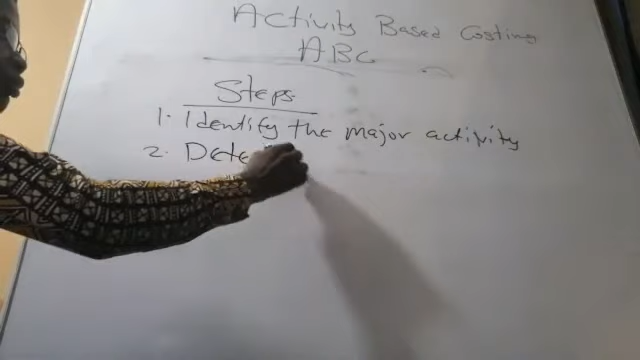 Activity Based Costing
ABC
Steps
1. Identify the major activity
2. Dete